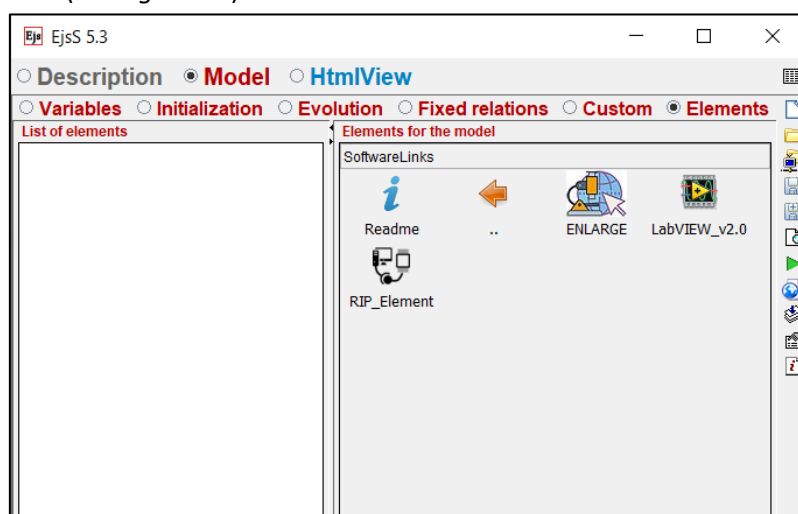 EjsS 5.3
Description Model HtmlView
Variables Initialization Evolution Fixed relations Custom Elements
List of elements
Elements for the model
SoftwareLinks
Readme .. ENLARGE LabVIEW_v2.0
RIP_Element